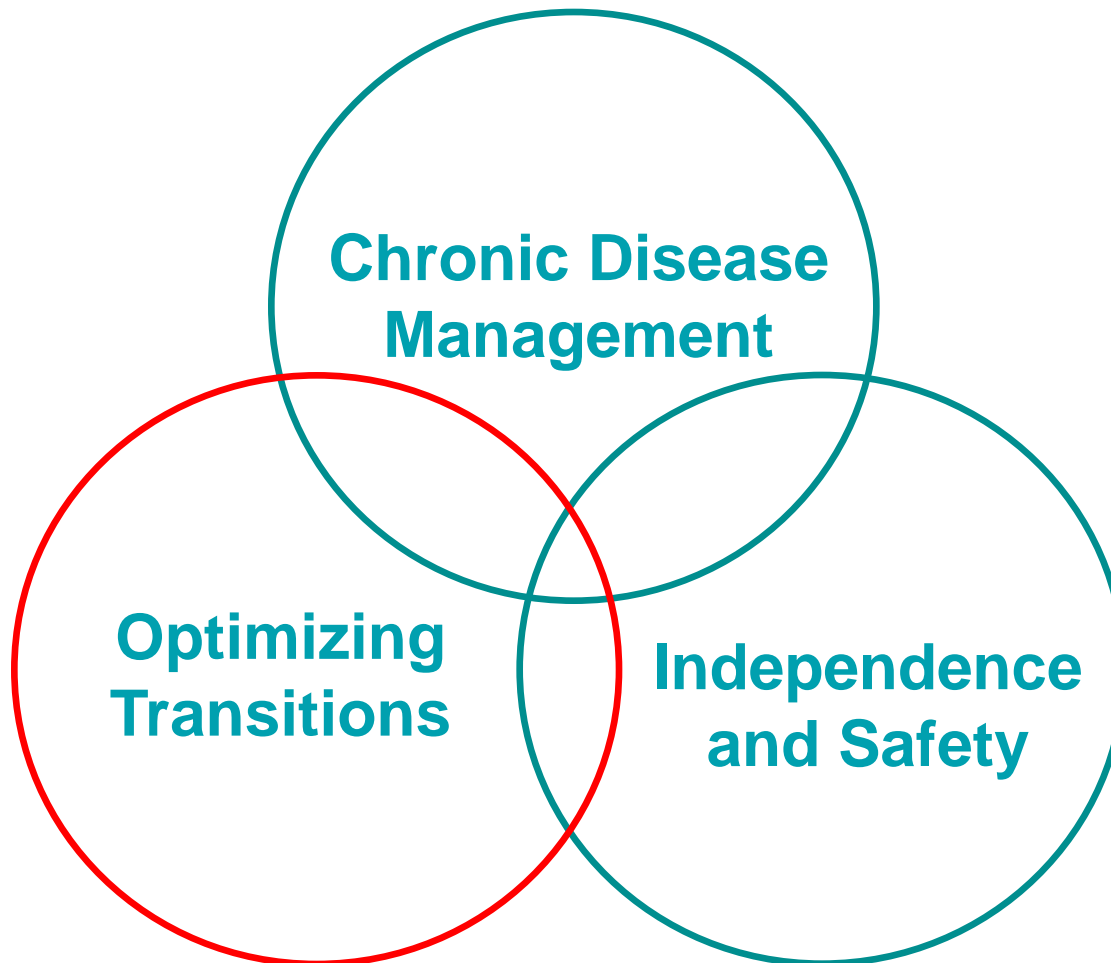 Chronic Disease
Management
Optimizing
Transitions
Independence
and Safety